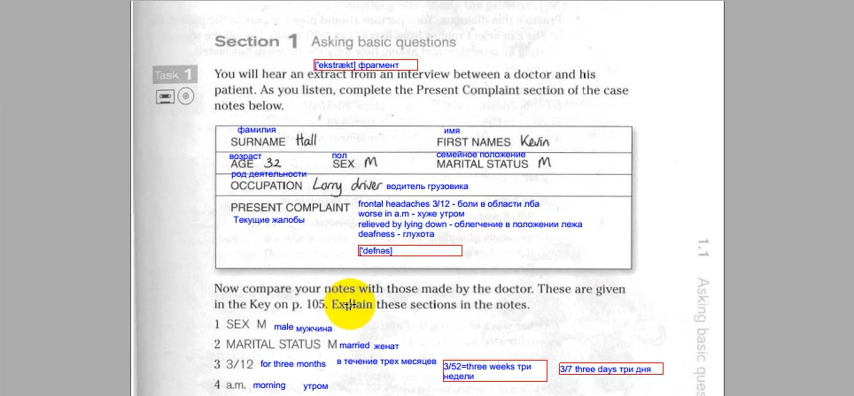 Section 1 Asking basic questions
['ekstrækt] фрагмент
Task 1
You will hear an extract from an interview between a doctor and his
patient. As you listen, complete the Present Complaint section of the case
notes below.
фамилия
имя
SURNAME Hall
FIRST NAMES Kevin
возраст
пол
семейное положение
AGE 32
SEX M
MARITAL STATUS M
род деятельности
OCCUPATION Lorry driver водитель грузовика
PRESENT COMPLAINT
Текущие жалобы
frontal headaches 3/12 - боли в области лба
worse in a.m - хуже утром
relieved by lying down - облегчение в положении лежа
deafness - глухота
['defnəs]
Now compare your notes with those made by the doctor. These are given
in the Key on p. 105. Explain these sections in the notes.
1 SEX M male мужчина
2 MARITAL STATUS M married женат
3 3/12 for three months в течение трех месяцев
3/52=three weeks три
недели
3/7 three days три дня
4 a.m. morning утром
1.1 Asking basic ques